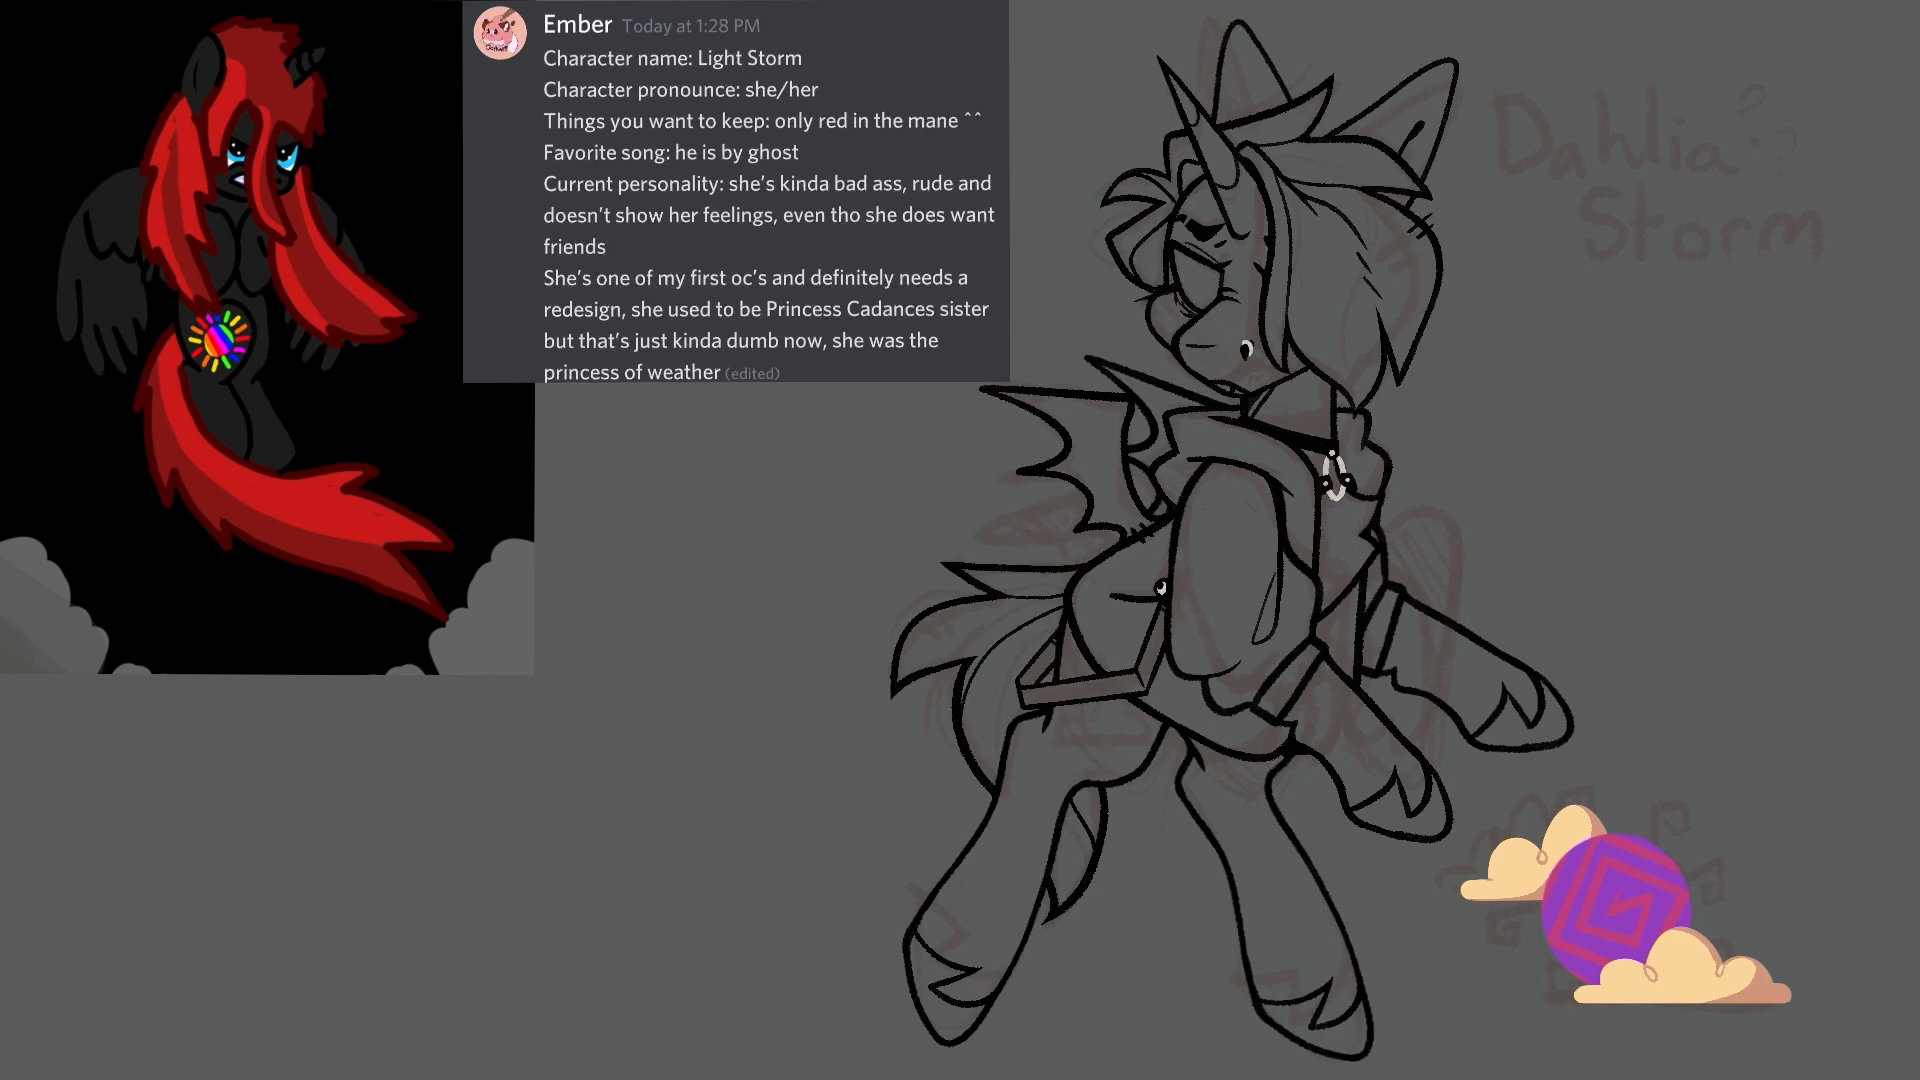 Ember Today at 1:28 PM
Character name: Light Storm
Character pronounce: she/her
Things you want to keep: only red in the mane ^^
Favorite song: he is by ghost
Current personality: she's kinda bad ass, rude and
doesn't show her feelings, even tho she does want
friends
She's one of my first oc's and definitely needs a
redesign, she used to be Princess Cadances sister
but that's just kinda dumb now, she was the
princess of weather (edited)
Dahlia??
Storm